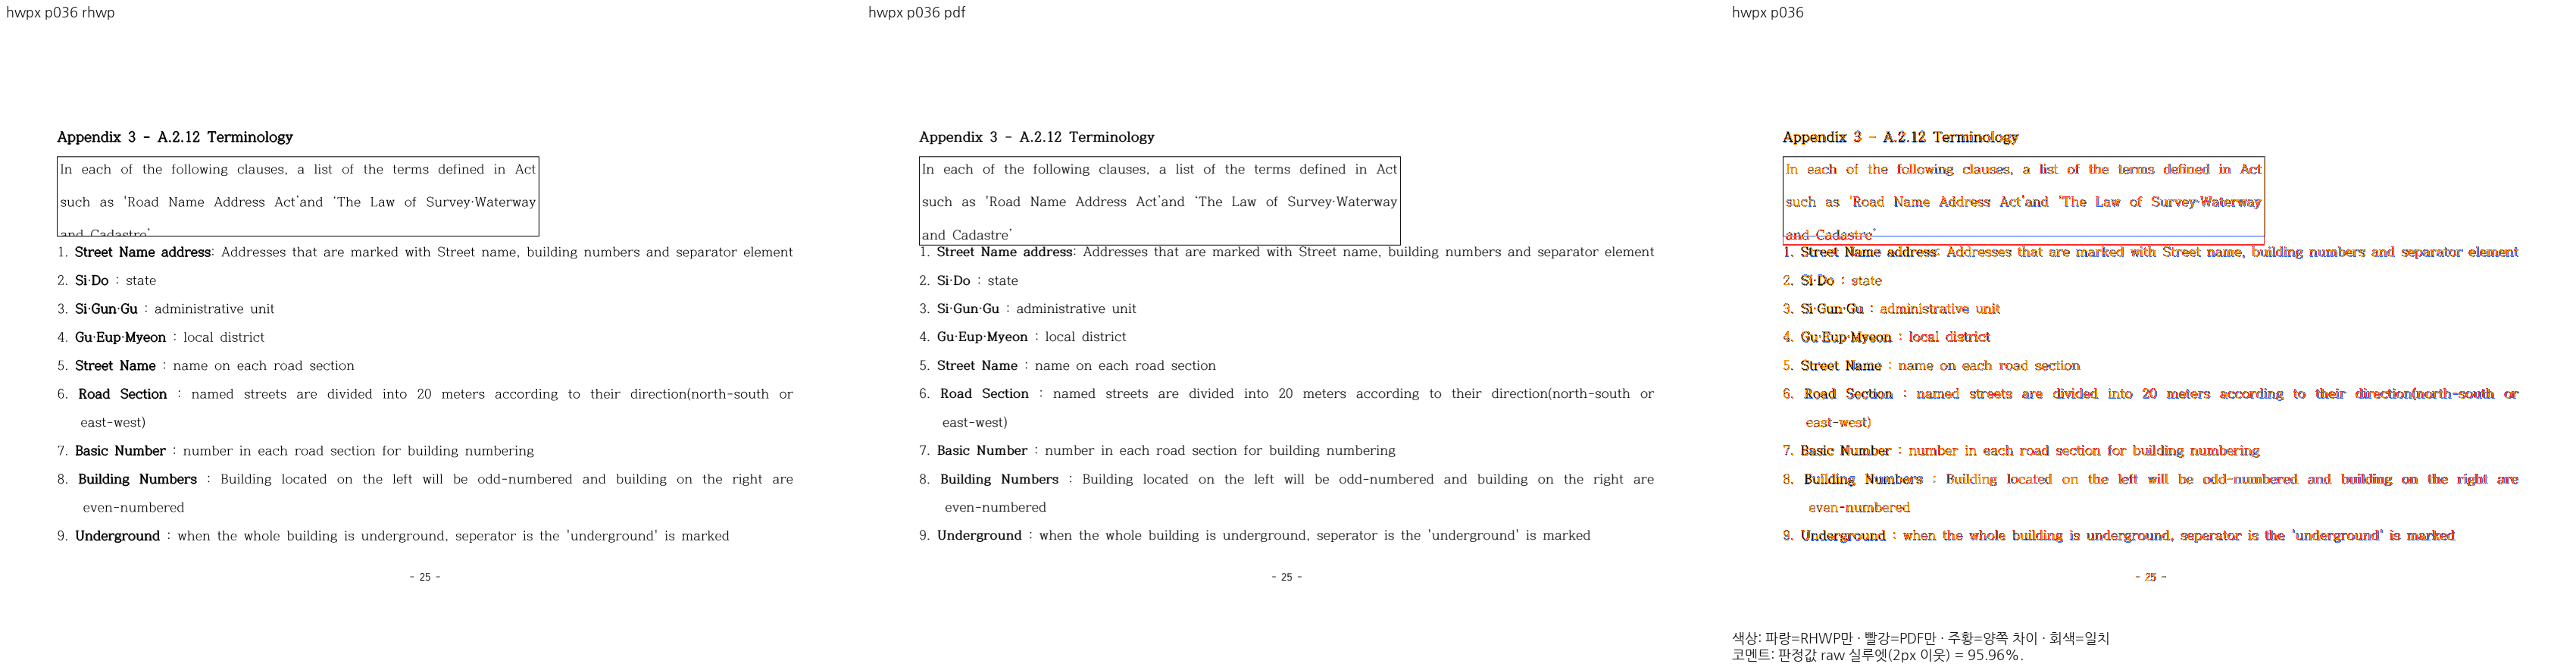 hwpx p036 rhwp
Appendix 3 - A.2.12 Terminology
In each of the following clauses, a list of the terms defined in Act
such as 'Road Name Address Act'and 'The Law of Survey·Waterway
and Cadastre'
1. Street Name address: Addresses that are marked with Street name, building numbers and separator element
2. Si·Do : state
3. Si·Gun·Gu : administrative unit
4. Gu·Eup·Myeon : local district
5. Street Name : name on each road section
6. Road Section : named streets are divided into 20 meters according to their direction(north-south or
east-west)
7. Basic Number : number in each road section for building numbering
8. Building Numbers : Building located on the left will be odd-numbered and building on the right are
even-numbered
9. Underground : when the whole building is underground, seperator is the 'underground' is marked
- 25 -
hwpx p036 pdf
Appendix 3 - A.2.12 Terminology
In each of the following clauses, a list of the terms defined in Act
such as 'Road Name Address Act'and 'The Law of Survey·Waterway
and Cadastre'
1. Street Name address: Addresses that are marked with Street name, building numbers and separator element
2. Si·Do : state
3. Si·Gun·Gu : administrative unit
4. Gu·Eup·Myeon : local district
5. Street Name : name on each road section
6. Road Section : named streets are divided into 20 meters according to their direction(north-south or
east-west)
7. Basic Number : number in each road section for building numbering
8. Building Numbers : Building located on the left will be odd-numbered and building on the right are
even-numbered
9. Underground : when the whole building is underground, seperator is the 'underground' is marked
- 25 -
hwpx p036
Appendix 3 - A.2.12 Terminology
In each of the following clauses, a list of the terms defined in Act
such as 'Road Name Address Act'and 'The Law of Survey·Waterway
and Cadastre'
1. Street Name address: Addresses that are marked with Street name, building numbers and separator element
2. Si·Do : state
3. Si·Gun·Gu : administrative unit
4. Gu·Eup·Myeon : local district
5. Street Name : name on each road section
6. Road Section : named streets are divided into 20 meters according to their direction(north-south or
east-west)
7. Basic Number : number in each road section for building numbering
8. Building Numbers : Building located on the left will be odd-numbered and building on the right are
even-numbered
9. Underground : when the whole building is underground, seperator is the 'underground' is marked
- 25 -
색상: 파랑=RHWP만 · 빨강=PDF만 · 주황=양쪽 차이 · 회색=일치
코멘트: 판정값 raw 실루엣(2px 이웃) = 95.96%.